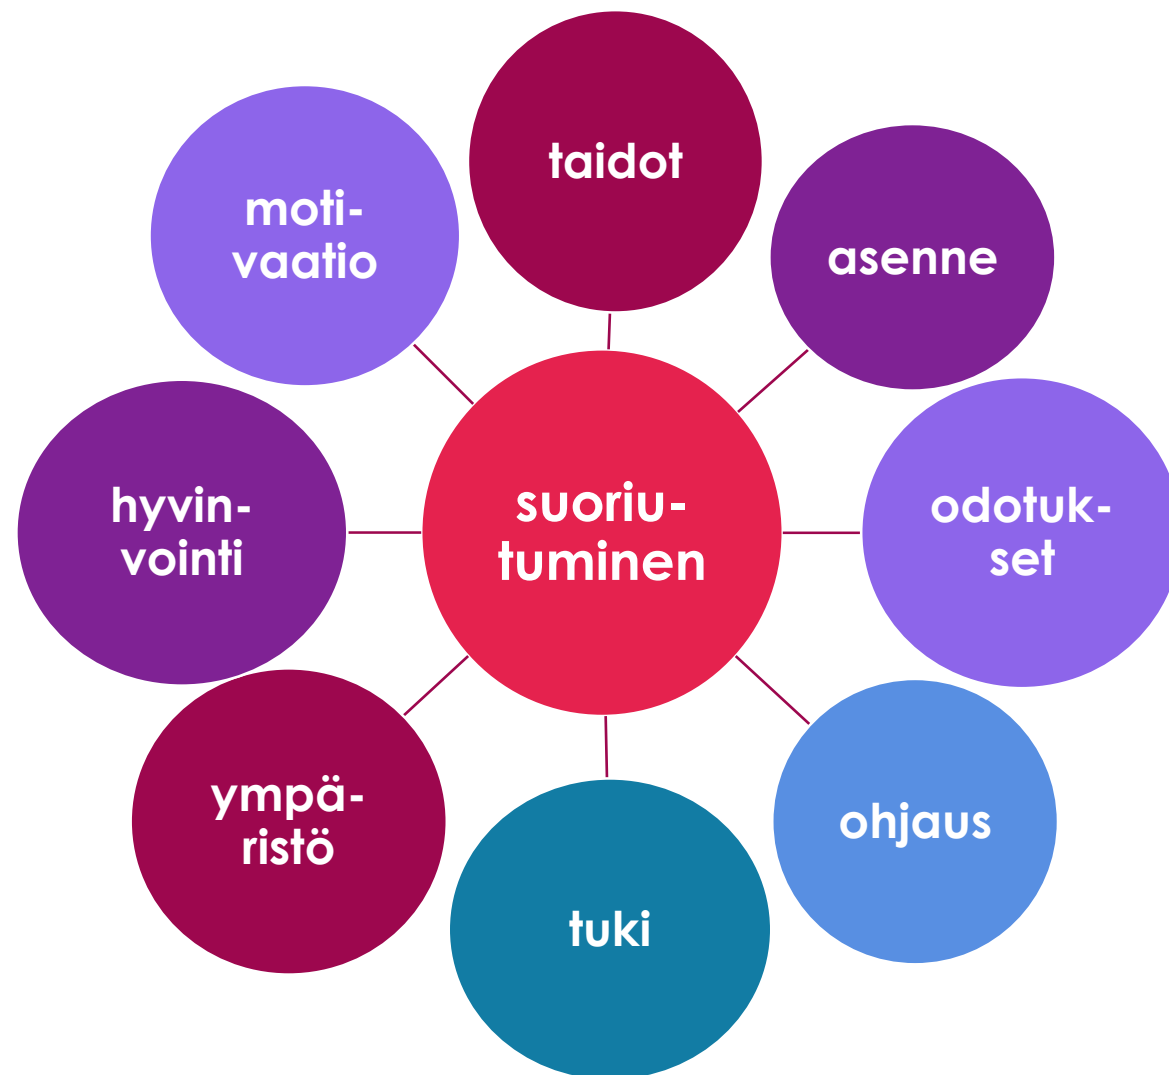 taidot
asenne
odotuk-
set
ohjaus
tuki
ympä-
ristö
hyvin-
vointi
moti-
vaatio
suoriu-
tuminen